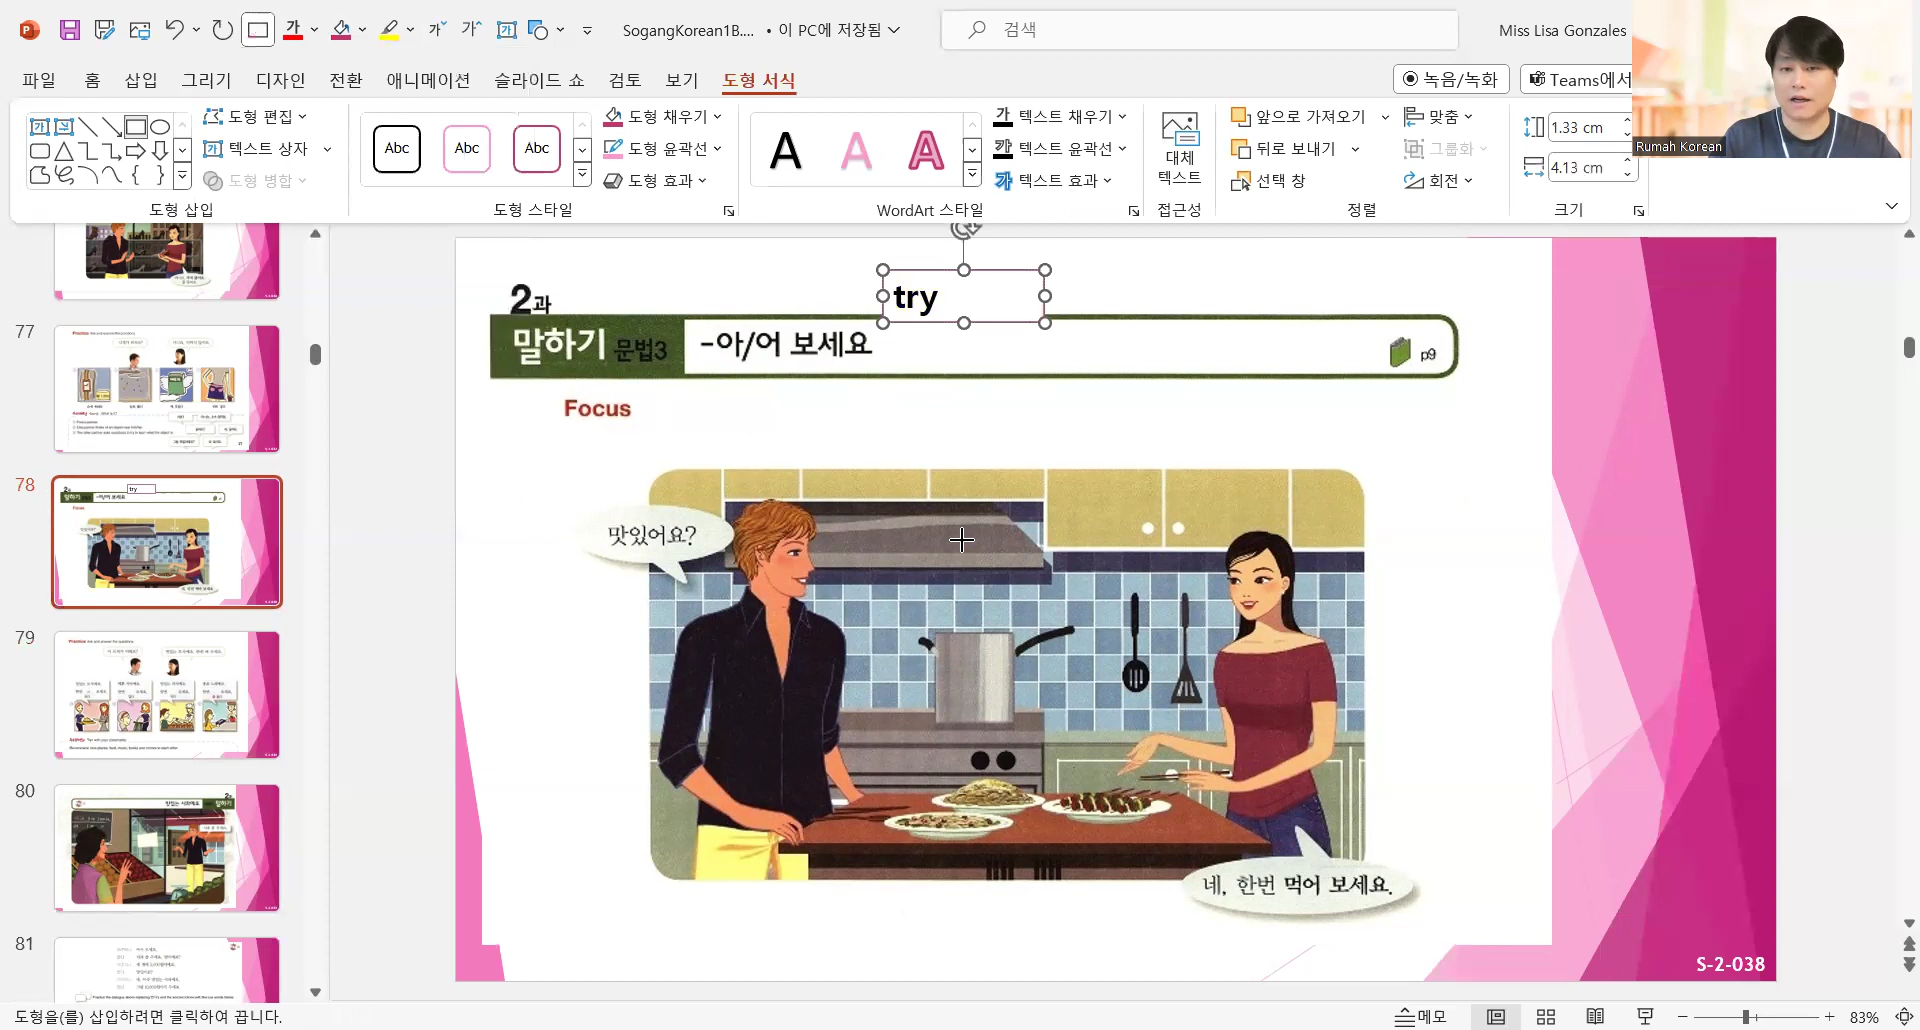 SogangKorean1B.... • 이 PC에 저장됨
검색
Miss Lisa Gonzales
파일 홈 삽입 그리기 디자인 전환 애니메이션 슬라이드 쇼 검토 보기 도형 서식
녹음/녹화
Teams에서
Rumah Korean
도형 편집
텍스트 상자
도형 병합
도형 삽입
Abc Abc Abc
도형 채우기
도형 윤곽선
도형 효과
도형 스타일
A A A
텍스트 채우기
텍스트 윤곽선
텍스트 효과
WordArt 스타일
대체
텍스트
접근성
앞으로 가져오기
뒤로 보내기
선택 창
맞춤
그룹화
회전
정렬
1.33 cm
4.13 cm
크기
77
78
79
80
81
try
2과
말하기 문법3 -아/어 보세요
p9
Focus
맛있어요?
네, 한번 먹어 보세요.
S-2-038
도형을(를) 삽입하려면 클릭하여 끕니다.
메모
83%